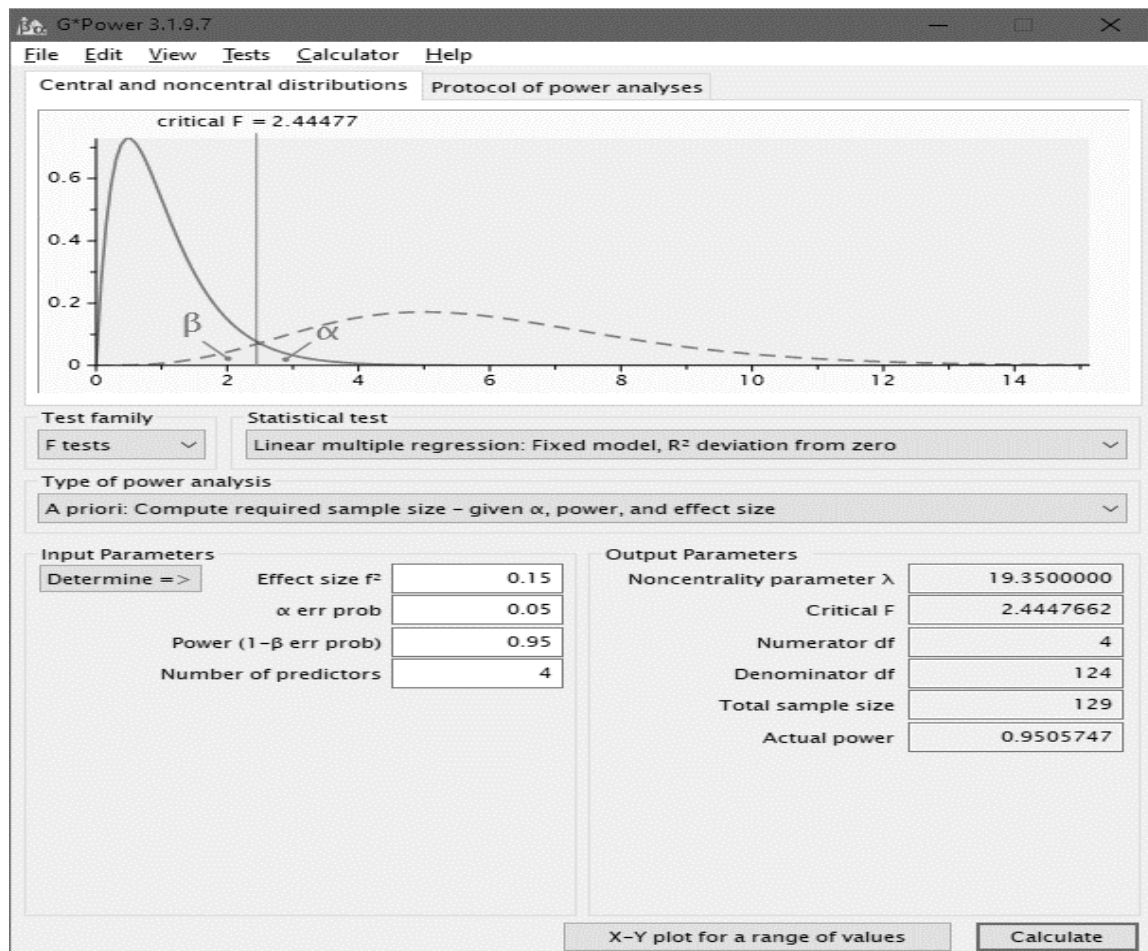 βα G*Power 3.1.9.7
File Edit View Tests Calculator Help
Central and noncentral distributions Protocol of power analyses
critical F = 2.44477
0.6
0.4
0.2
0
β α
0 2 4 6 8 10 12 14
Test family Statistical test
F tests Linear multiple regression: Fixed model, R² deviation from zero
Type of power analysis
A priori: Compute required sample size – given α, power, and effect size
Input Parameters Output Parameters
Determine => Effect size f² 0.15 Noncentrality parameter λ 19.3500000
α err prob 0.05 Critical F 2.4447662
Power (1–β err prob) 0.95 Numerator df 4
Number of predictors 4 Denominator df 124
Total sample size 129
Actual power 0.9505747
X–Y plot for a range of values Calculate